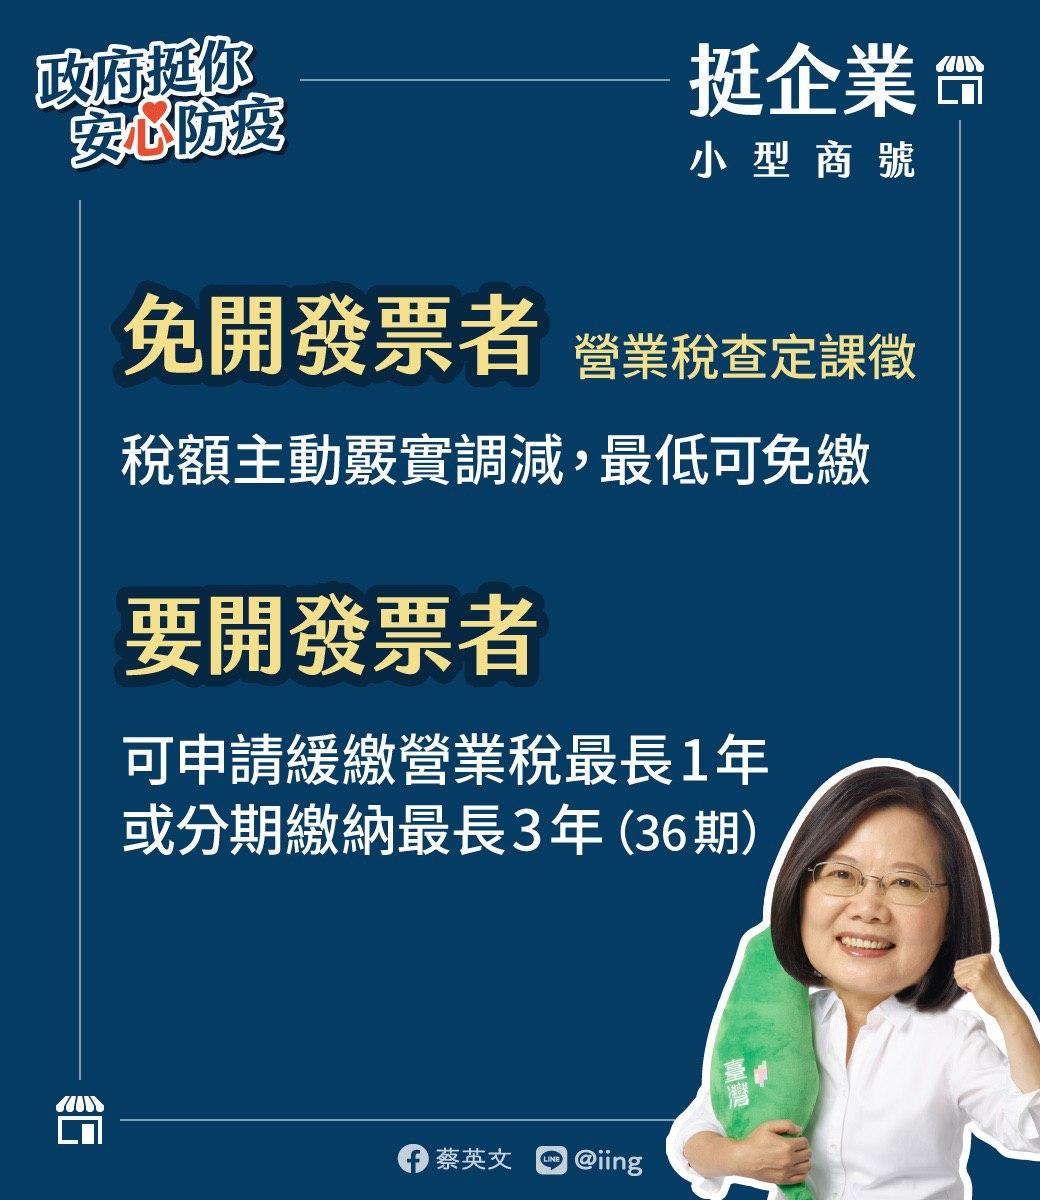 政府挺你
安心防疫
挺企業
小型商號
免開發票者 營業稅查定課徵
稅額主動覈實調減，最低可免繳
要開發票者
可申請緩繳營業稅最長1年
或分期繳納最長3年（36期）
臺灣
蔡英文 LINE @iing